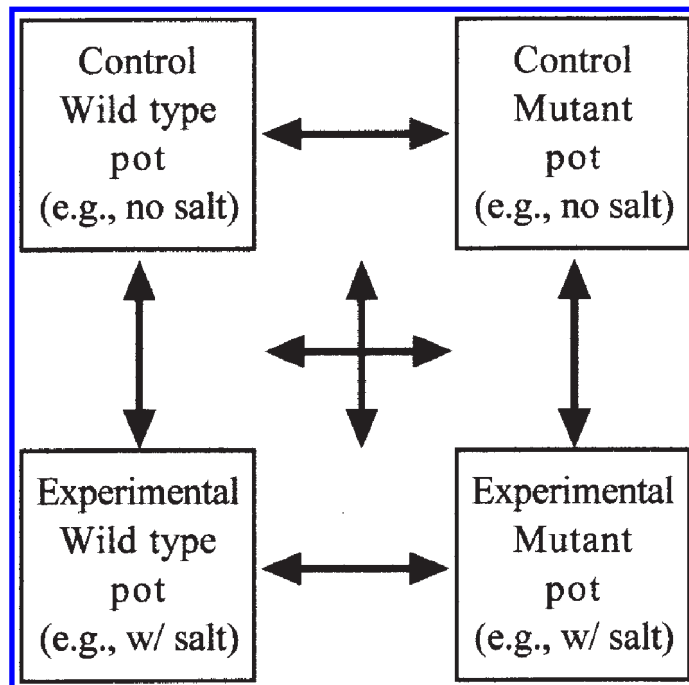 Control
Wild type
pot
(e.g., no salt)
Control
Mutant
pot
(e.g., no salt)
Experimental
Wild type
pot
(e.g., w/ salt)
Experimental
Mutant
pot
(e.g., w/ salt)